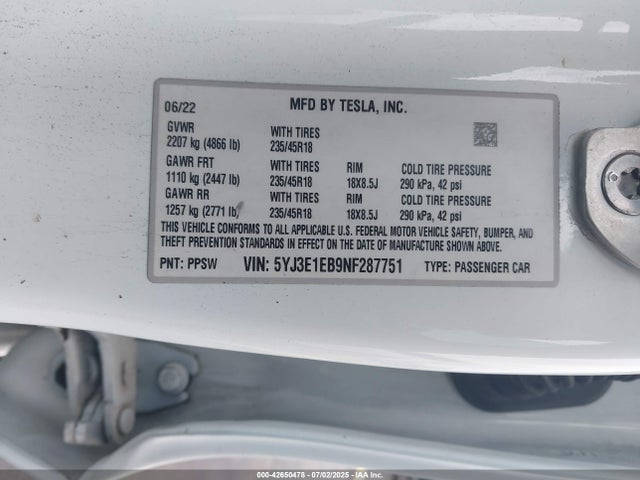 06/22 MFD BY TESLA, INC.
GVWR WITH TIRES
2207 kg (4866 lb) 235/45R18
GAWR FRT WITH TIRES RIM COLD TIRE PRESSURE
1110 kg (2447 lb) 235/45R18 18X8.5J 290 kPa, 42 psi
GAWR RR WITH TIRES RIM COLD TIRE PRESSURE
1257 kg (2771 lb) 235/45R18 18X8.5J 290 kPa, 42 psi
THIS VEHICLE CONFORMS TO ALL APPLICABLE U.S. FEDERAL MOTOR VEHICLE SAFETY, BUMPER, AND
THEFT PREVENTION STANDARDS IN EFFECT ON THE DATE OF MANUFACTURE SHOWN ABOVE.
PNT: PPSW VIN: 5YJ3E1EB9NF287751 TYPE: PASSENGER CAR
000-42650478 - 07/02/2025 - IAAI.COM